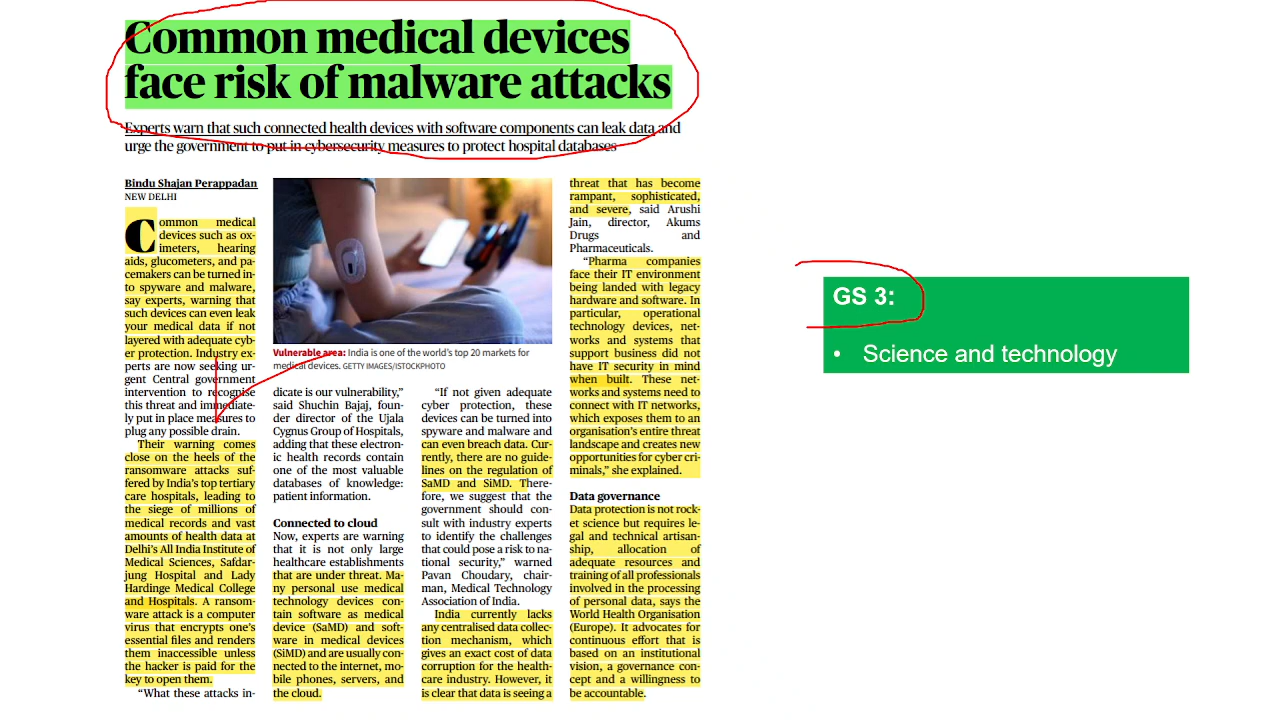 Common medical devices
face risk of malware attacks
Experts warn that such connected health devices with software components can leak data and
urge the government to put in cybersecurity measures to protect hospital databases
Bindu Shajan Perappadan
NEW DELHI
Common medical
devices such as ox-
imeters, hearing
aids, glucometers, and pa-
cemakers can be turned in-
to spyware and malware,
say experts, warning that
such devices can even leak
your medical data if not
layered with adequate cyb-
er protection. Industry ex-
perts are now seeking ur-
gent Central government
intervention to recognise
this threat and immediate-
ly put in place measures to
plug any possible drain.
Their warning comes
close on the heels of the
ransomware attacks suf-
fered by India's top tertiary
care hospitals, leading to
the siege of millions of
medical records and vast
amounts of health data at
Delhi's All India Institute of
Medical Sciences, Safdar-
jung Hospital and Lady
Hardinge Medical College
and Hospitals. A ransom-
ware attack is a computer
virus that encrypts one's
essential files and renders
them inaccessible unless
the hacker is paid for the
key to open them.
"What these attacks in-
Vulnerable area: India is one of the world's top 20 markets for
medical devices. GETTY IMAGES/ISTOCKPHOTO
dicate is our vulnerability,"
said Shuchin Bajaj, foun-
der director of the Ujala
Cygnus Group of Hospitals,
adding that these electron-
ic health records contain
one of the most valuable
databases of knowledge:
patient information.
Connected to cloud
Now, experts are warning
that it is not only large
healthcare establishments
that are under threat. Ma-
ny personal use medical
technology devices con-
tain software as medical
device (SaMD) and soft-
ware in medical devices
(SiMD) and are usually con-
nected to the internet, mo-
bile phones, servers, and
the cloud.
"If not given adequate
cyber protection, these
devices can be turned into
spyware and malware and
can even breach data. Cur-
rently, there are no guide-
lines on the regulation of
SaMD and SiMD. There-
fore, we suggest that the
government should con-
sult with industry experts
to identify the challenges
that could pose a risk to na-
tional security," warned
Pavan Choudary, chair-
man, Medical Technology
Association of India.
India currently lacks
any centralised data collec-
tion mechanism, which
gives an exact cost of data
corruption for the health-
care industry. However, it
is clear that data is seeing a
threat that has become
rampant, sophisticated,
and severe, said Arushi
Jain, director, Akums
Drugs and
Pharmaceuticals.
"Pharma companies
face their IT environment
being landed with legacy
hardware and software. In
particular, operational
technology devices, net-
works and systems that
support business did not
have IT security in mind
when built. These net-
works and systems need to
connect with IT networks,
which exposes them to an
organisation's entire threat
landscape and creates new
opportunities for cyber cri-
minals," she explained.
Data governance
Data protection is not rock-
et science but requires le-
gal and technical artisan-
ship, allocation of
adequate resources and
training of all professionals
involved in the processing
of personal data, says the
World Health Organisation
(Europe). It advocates for
continuous effort that is
based on an institutional
vision, a governance con-
cept and a willingness to
be accountable.
GS 3:
• Science and technology